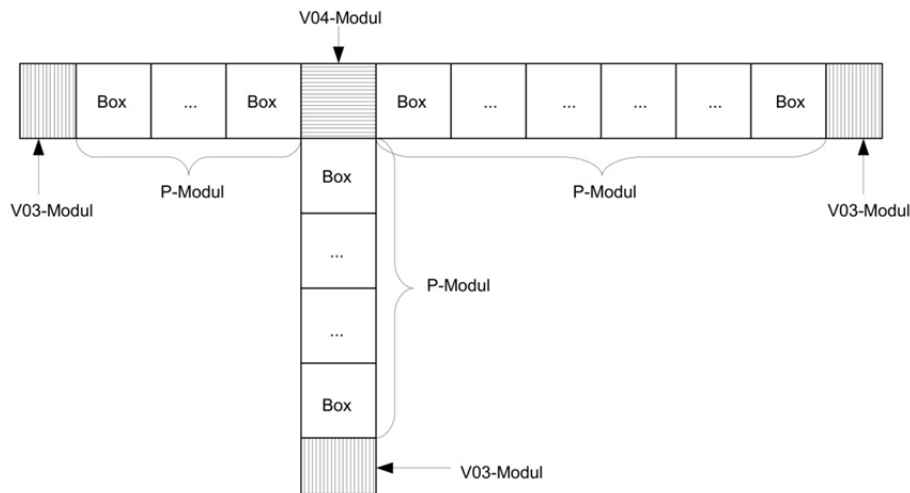 V04-Modul
Box ... Box Box ... ... ... ... Box
P-Modul P-Modul
V03-Modul V03-Modul
Box
...
P-Modul
...
Box
V03-Modul